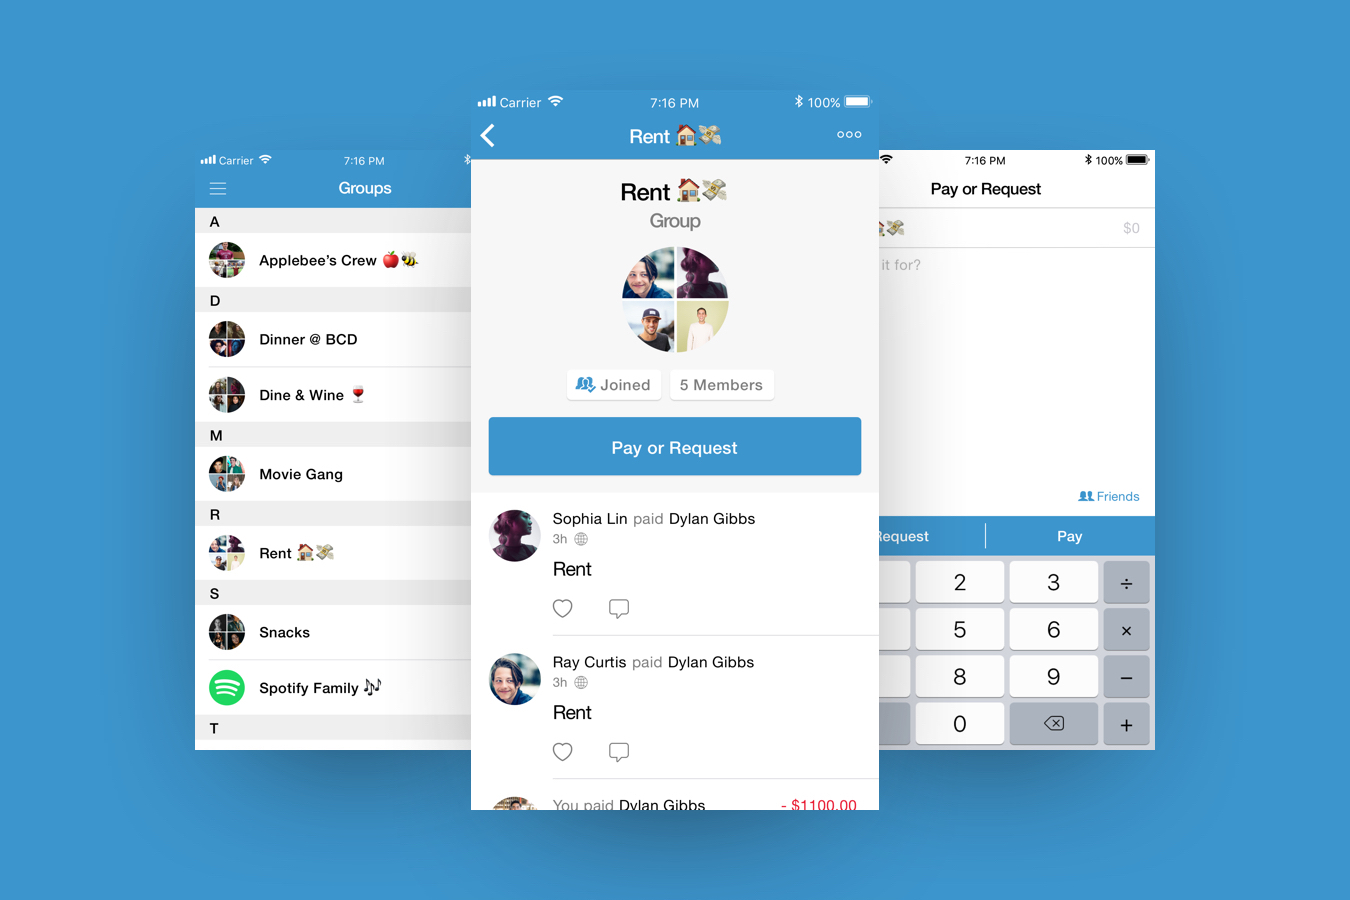 Carrier 7:16 PM
Groups
A
Applebee's Crew 🍎🐝
D
Dinner @ BCD
Dine & Wine 🍷
M
Movie Gang
R
Rent 🏠💸
S
Snacks
Spotify Family 🎶
T
Carrier 7:16 PM 100%
Rent 🏠💸
Rent 🏠💸
Group
Joined 5 Members
Pay or Request
Sophia Lin paid Dylan Gibbs
3h
Rent
Ray Curtis paid Dylan Gibbs
3h
Rent
You paid Dylan Gibbs - $1100.00
7:16 PM 100%
Pay or Request
🏠💸 $0
it for?
Friends
Request Pay
2 3 ÷
5 6 ×
8 9 −
0 +